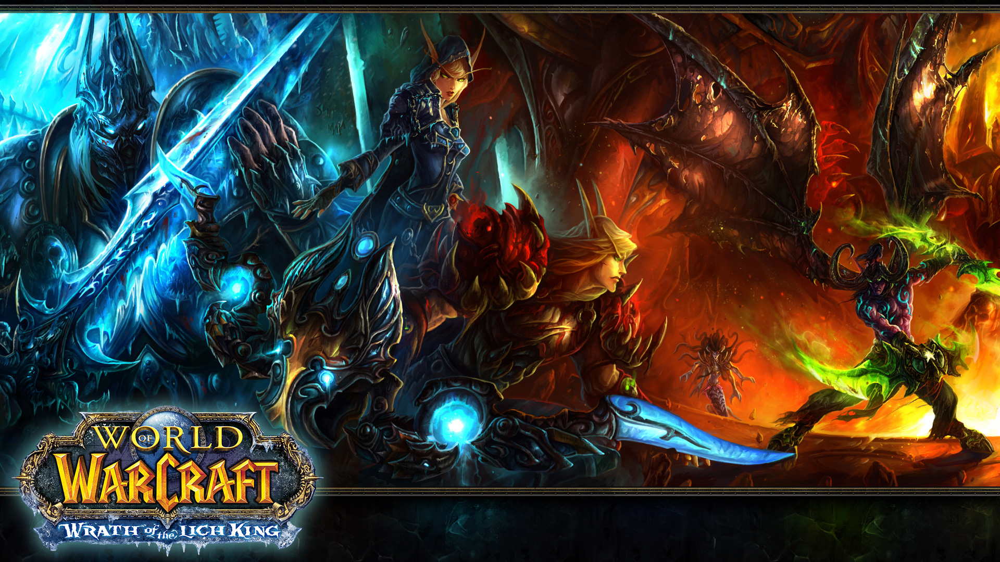 WORLD OF
WARCRAFT
WRATH of the LICH KING